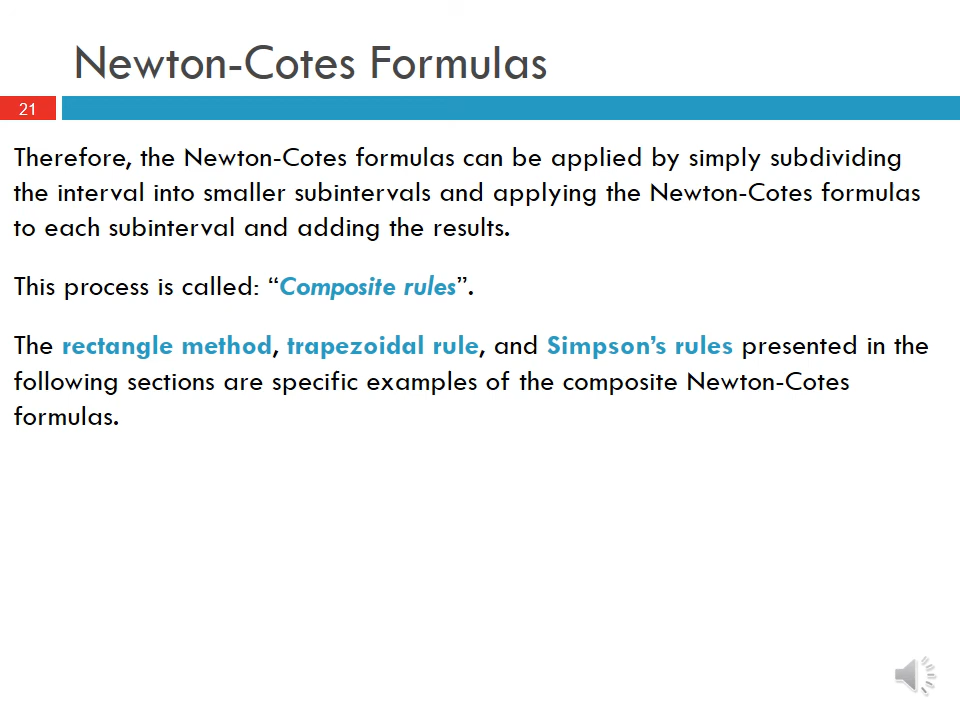 Newton-Cotes Formulas
21
Therefore, the Newton-Cotes formulas can be applied by simply subdividing
the interval into smaller subintervals and applying the Newton-Cotes formulas
to each subinterval and adding the results.
This process is called: “Composite rules”.
The rectangle method, trapezoidal rule, and Simpson’s rules presented in the
following sections are specific examples of the composite Newton-Cotes
formulas.